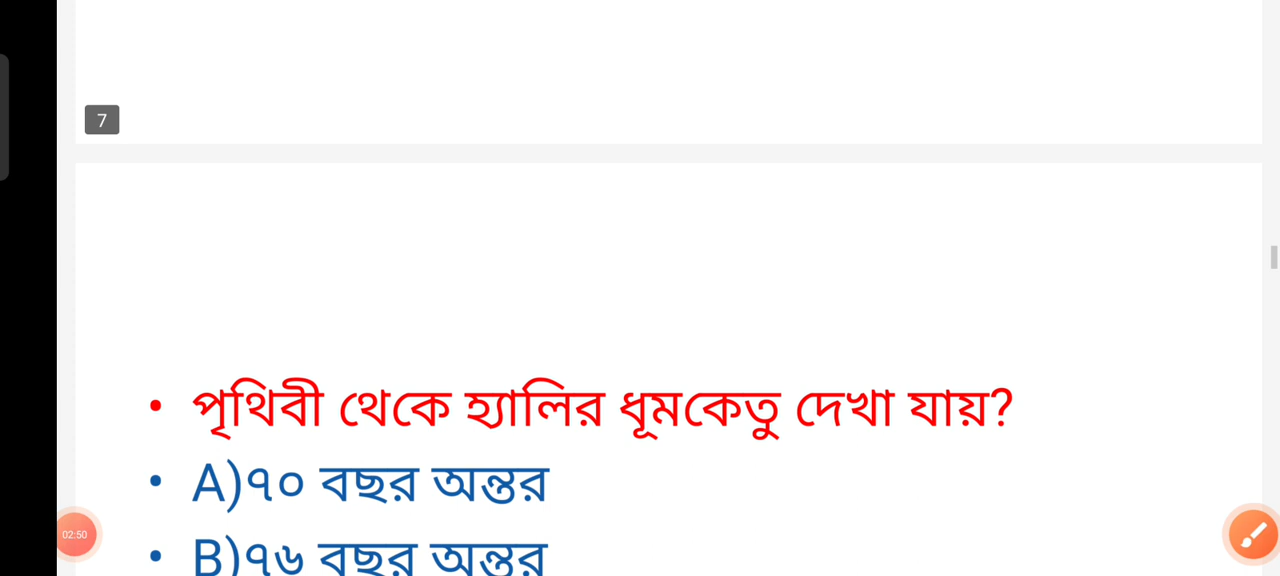 7
• পৃথিবী থেকে হ্যালির ধূমকেতু দেখা যায়?
• A)৭০ বছর অন্তর
• B)৭৬ বছর অন্তর
02:50